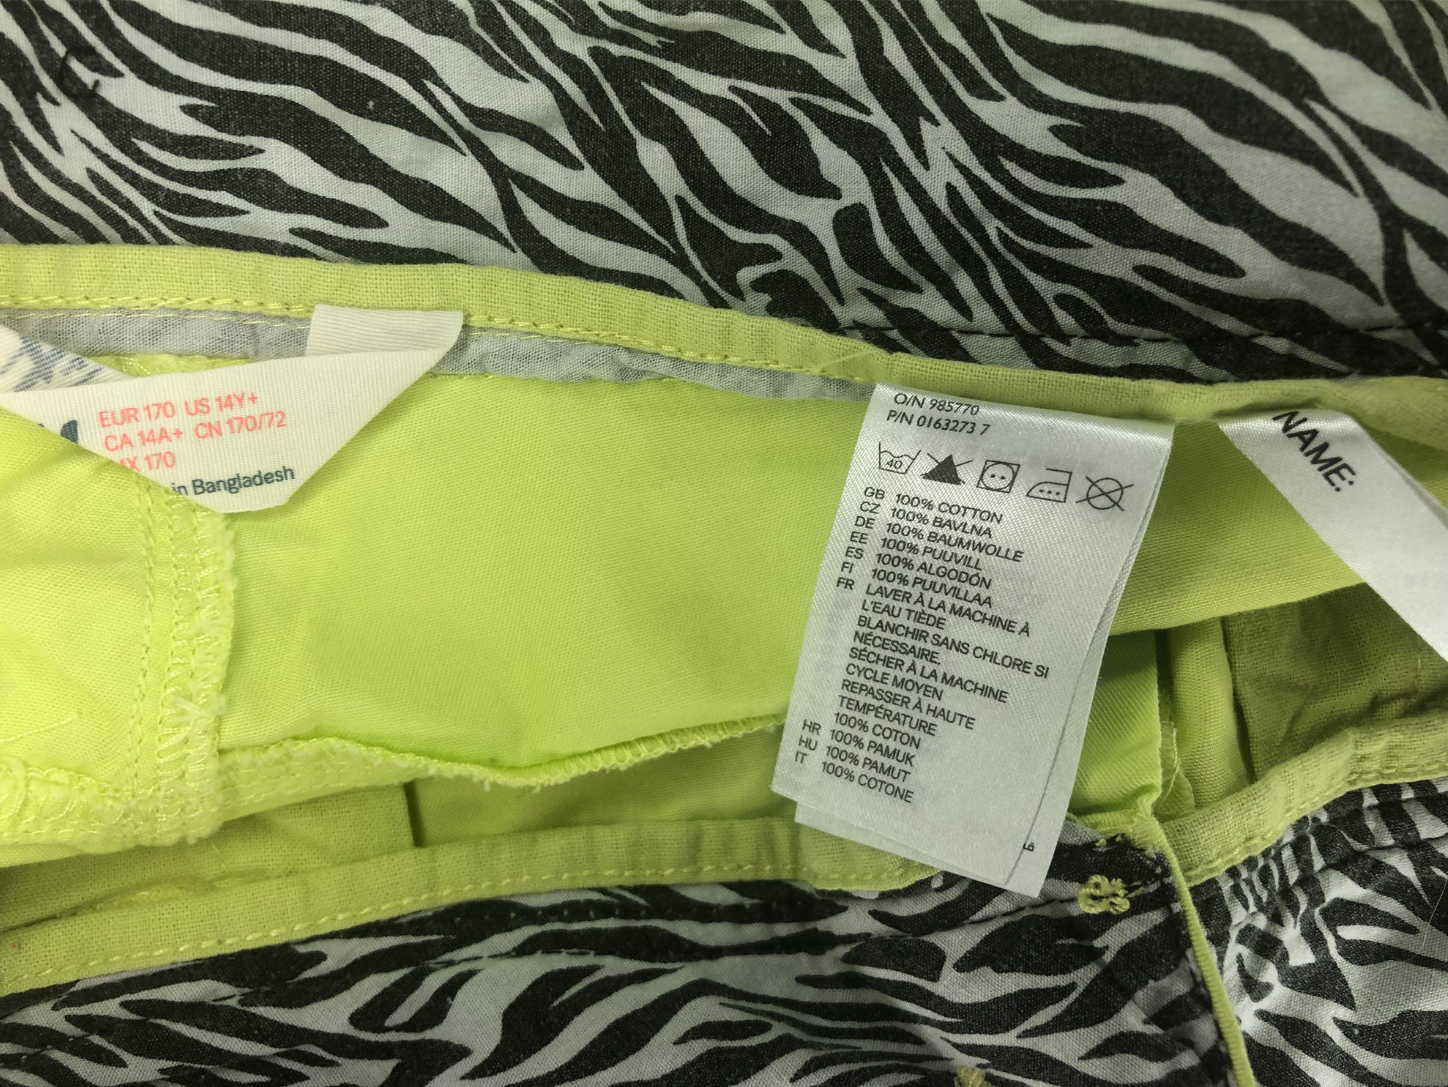 EUR 170 US 14Y+
CA 14A+ CN 170/72
170
in Bangladesh
O/N 985770
P/N 0163273 7
40
GB 100% COTTON
CZ 100% BAVLNA
DE 100% BAUMWOLLE
EE 100% PUUVILL
ES 100% ALGODÓN
FI 100% PUUVILLAA
FR LAVER À LA MACHINE À
L'EAU TIÈDE
BLANCHIR SANS CHLORE SI
NÉCESSAIRE.
SÉCHER À LA MACHINE
CYCLE MOYEN
REPASSER À HAUTE
TEMPÉRATURE
100% COTON
HR 100% PAMUK
HU 100% PAMUT
IT 100% COTONE
NAME: